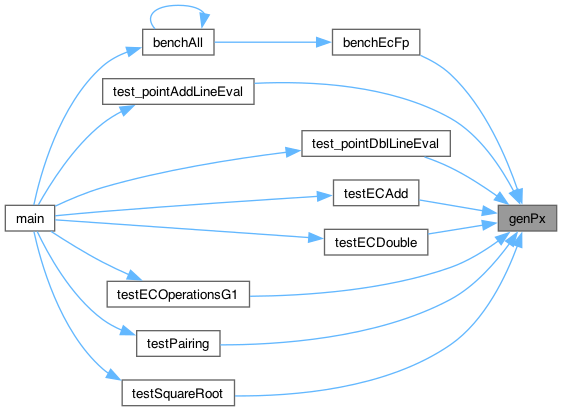 benchAll
benchEcFp
test_pointAddLineEval
test_pointDblLineEval
testECAdd
main
genPx
testECDouble
testECOperationsG1
testPairing
testSquareRoot